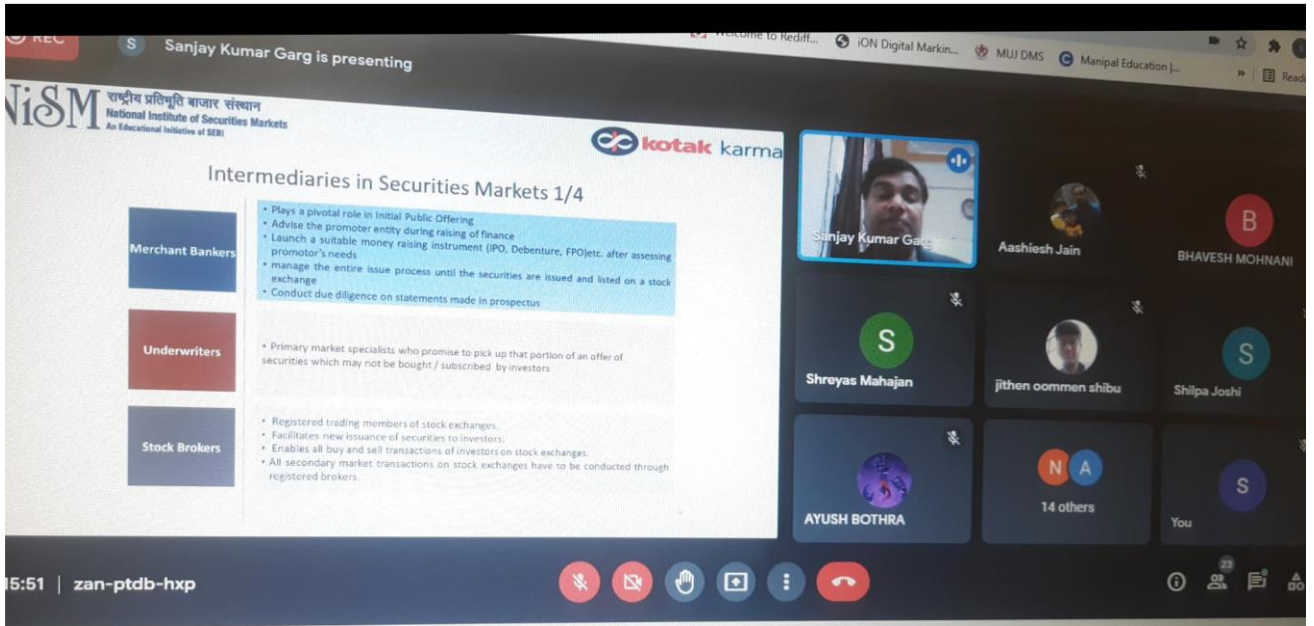 REC
S Sanjay Kumar Garg is presenting
Welcome to Rediff... iON Digital Markin... MUJ DMS C Manipal Education |... »
NiSM
राष्ट्रीय प्रतिभूति बाजार संस्थान
National Institute of Securities Markets
An Educational Initiative of SEBI
kotak karma
Intermediaries in Securities Markets 1/4
Merchant Bankers
• Plays a pivotal role in Initial Public Offering
• Advise the promoter entity during raising of finance
• Launch a suitable money raising instrument (IPO, Debenture, FPO)etc. after assessing
promotor's needs
• manage the entire issue process until the securities are issued and listed on a stock
exchange
• Conduct due diligence on statements made in prospectus
Underwriters
• Primary market specialists who promise to pick up that portion of an offer of
securities which may not be bought / subscribed by investors
Stock Brokers
• Registered trading members of stock exchanges.
• Facilitates new issuance of securities to investors.
• Enables all buy and sell transactions of investors on stock exchanges.
• All secondary market transactions on stock exchanges have to be conducted through
registered brokers.
Sanjay Kumar Garg
Aashiesh Jain
B
BHAVESH MOHNANI
S
Shreyas Mahajan
jithen oommen shibu
S
Shilpa Joshi
AYUSH BOTHRA
N A
14 others
S
You
5:51 | zan-ptdb-hxp
23